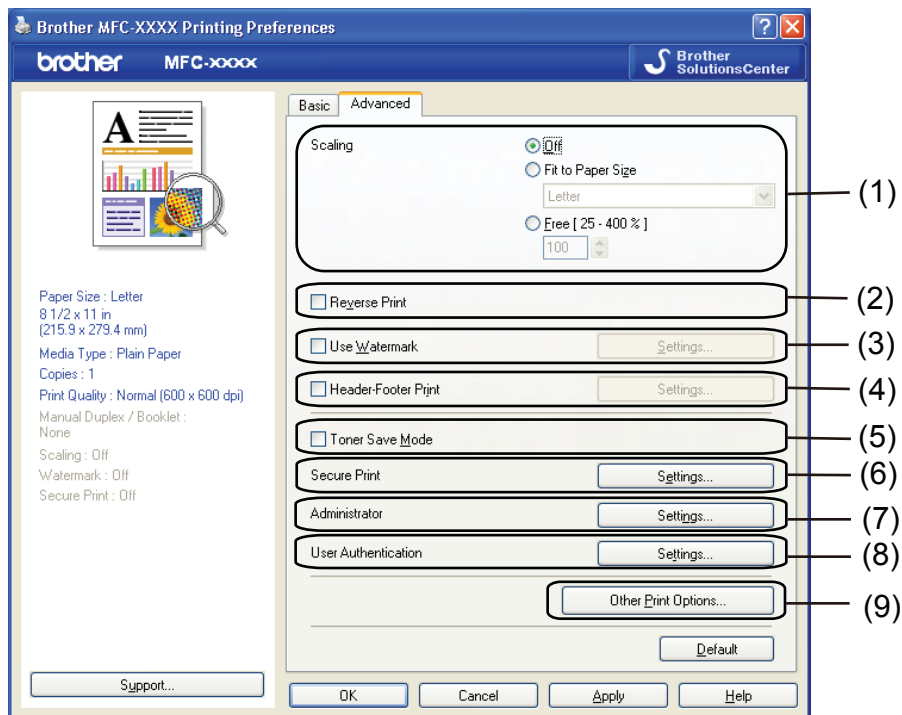 Brother MFC-XXXX Printing Preferences
brother MFC-xxxx
Brother
SolutionsCenter
A
Paper Size : Letter
8 1/2 x 11 in
(215.9 x 279.4 mm)
Media Type : Plain Paper
Copies : 1
Print Quality : Normal (600 x 600 dpi)
Manual Duplex / Booklet :
None
Scaling : Off
Watermark : Off
Secure Print : Off
Support...
Basic Advanced
Scaling Off
Fit to Paper Size
Letter
(1)
Free [ 25 - 400 % ]
100
Reverse Print (2)
Use Watermark Settings... (3)
Header-Footer Print Settings... (4)
Toner Save Mode (5)
Secure Print Settings... (6)
Administrator Settings... (7)
User Authentication Settings... (8)
Other Print Options... (9)
Default
OK Cancel Apply Help